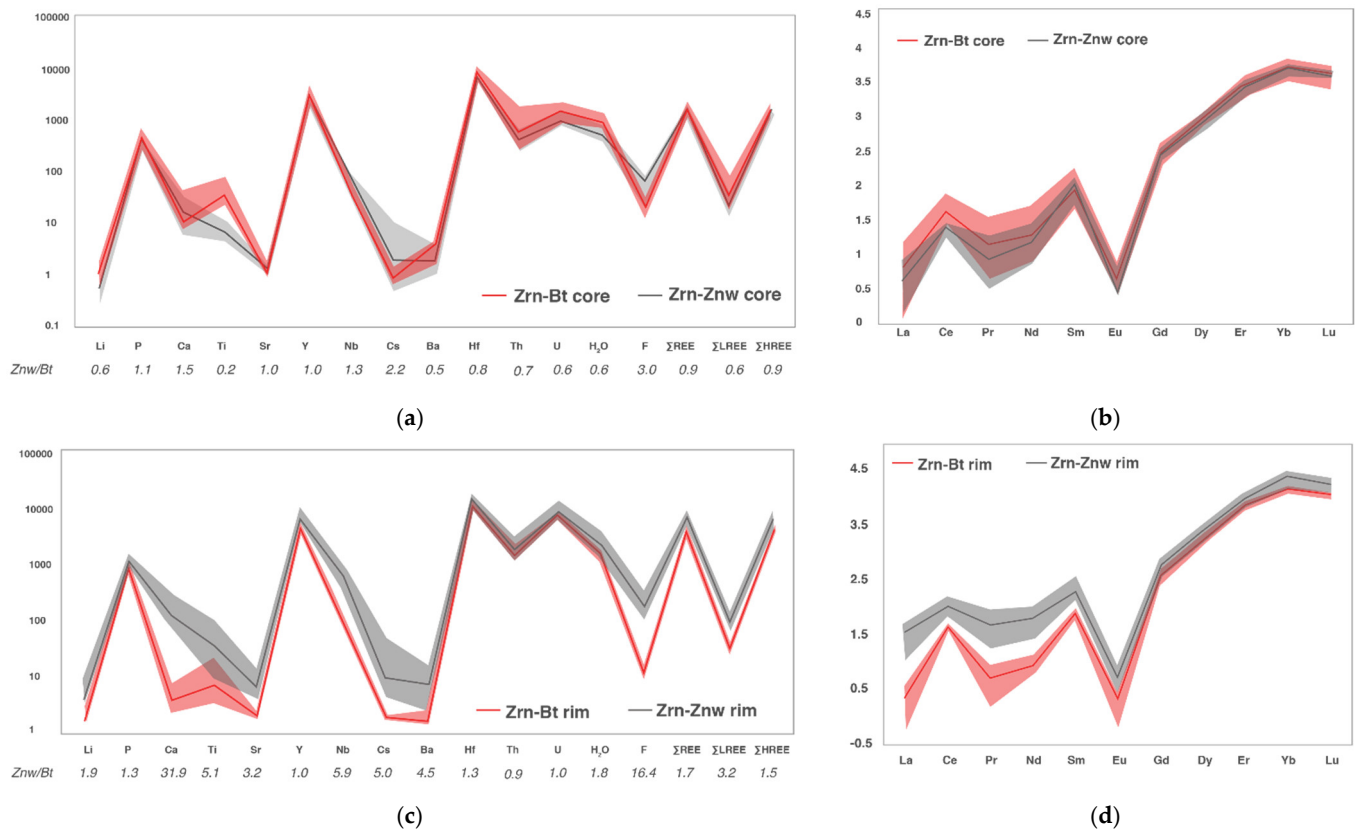 100000
10000
1000
100
10
1
0.1
Zrn-Bt core Zrn-Znw core
Li P Ca Ti Sr Y Nb Cs Ba Hf Th U H₂O F ΣREE ΣLREE ΣHREE
Znw/Bt 0.6 1.1 1.5 0.2 1.0 1.0 1.3 2.2 0.5 0.8 0.7 0.6 0.6 3.0 0.9 0.6 0.9
(a)
4.5
4
3.5
3
2.5
2
1.5
1
0.5
0
Zrn-Bt core Zrn-Znw core
La Ce Pr Nd Sm Eu Gd Dy Er Yb Lu
(b)
100000
10000
1000
100
10
1
Zrn-Bt rim Zrn-Znw rim
Li P Ca Ti Sr Y Nb Cs Ba Hf Th U H₂O F ΣREE ΣLREE ΣHREE
Znw/Bt 1.9 1.3 31.9 5.1 3.2 1.0 5.9 5.0 4.5 1.3 0.9 1.0 1.8 16.4 1.7 3.2 1.5
(c)
4.5
3.5
2.5
1.5
0.5
-0.5
Zrn-Bt rim Zrn-Znw rim
La Ce Pr Nd Sm Eu Gd Dy Er Yb Lu
(d)